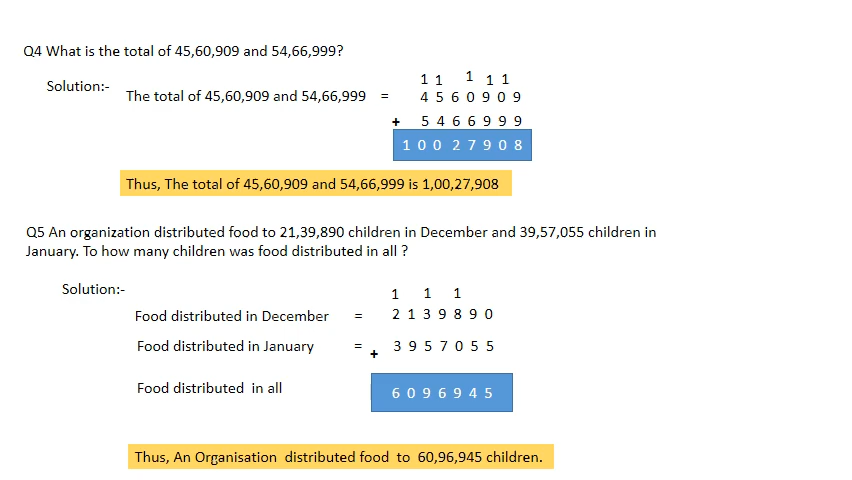 Q4 What is the total of 45,60,909 and 54,66,999?
Solution:-
1 1 1 1 1
The total of 45,60,909 and 54,66,999 = 4 5 6 0 9 0 9
+ 5 4 6 6 9 9 9
1 0 0 2 7 9 0 8
Thus, The total of 45,60,909 and 54,66,999 is 1,00,27,908
Q5 An organization distributed food to 21,39,890 children in December and 39,57,055 children in
January. To how many children was food distributed in all ?
Solution:-
1 1 1
Food distributed in December = 2 1 3 9 8 9 0
Food distributed in January = + 3 9 5 7 0 5 5
Food distributed in all 6 0 9 6 9 4 5
Thus, An Organisation distributed food to 60,96,945 children.